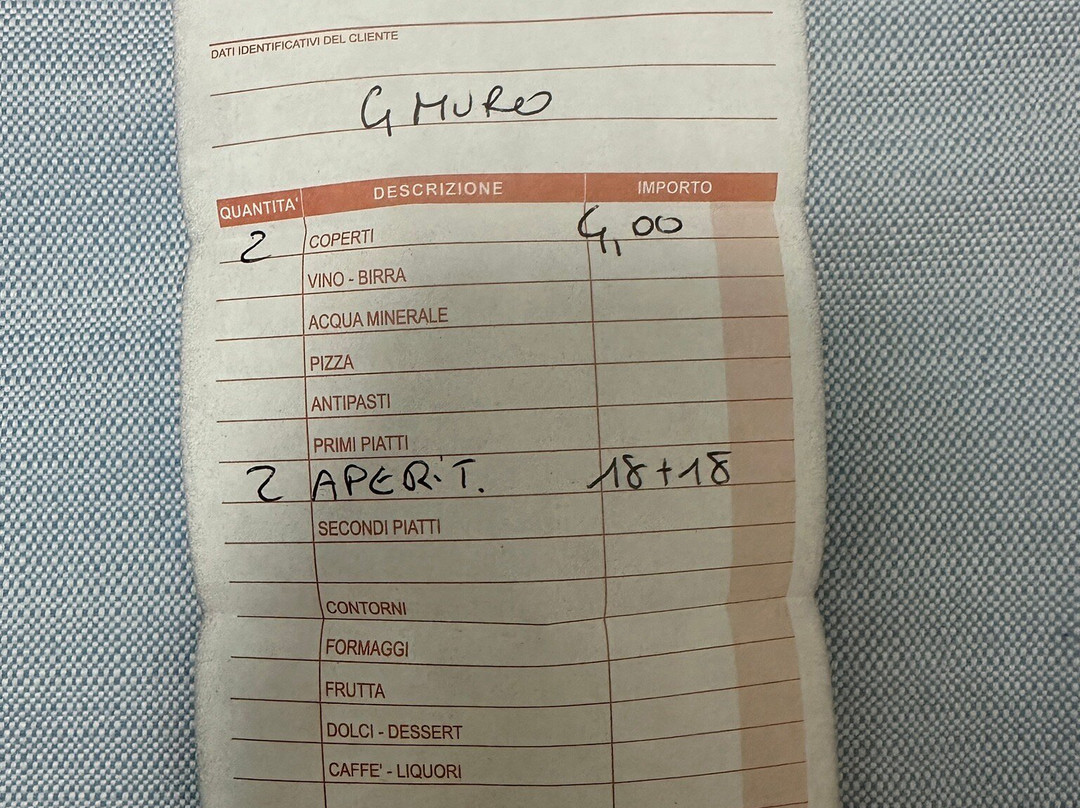 DATI IDENTIFICATIVI DEL CLIENTE
4 MURO
QUANTITA' DESCRIZIONE IMPORTO
2 COPERTI 4,00
VINO - BIRRA
ACQUA MINERALE
PIZZA
ANTIPASTI
PRIMI PIATTI
2 APERIT. 18+18
SECONDI PIATTI
CONTORNI
FORMAGGI
FRUTTA
DOLCI - DESSERT
CAFFE' - LIQUORI